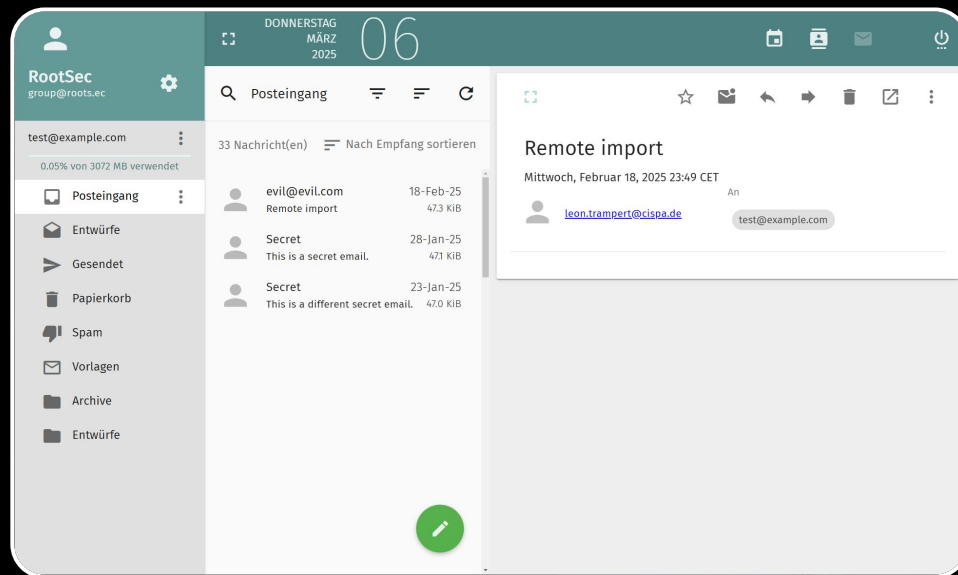 RootSec
group@roots.ec
DONNERSTAG
MÄRZ
2025
06
test@example.com
0.05% von 3072 MB verwendet
Posteingang
Entwürfe
Gesendet
Papierkorb
Spam
Vorlagen
Archive
Entwürfe
Posteingang
33 Nachricht(en)
Nach Empfang sortieren
evil@evil.com 18-Feb-25
Remote import 47.3 KiB
Secret 28-Jan-25
This is a secret email. 47.1 KiB
Secret 23-Jan-25
This is a different secret email. 47.0 KiB
Remote import
Mittwoch, Februar 18, 2025 23:49 CET
An
leon.trampert@cispa.de
test@example.com